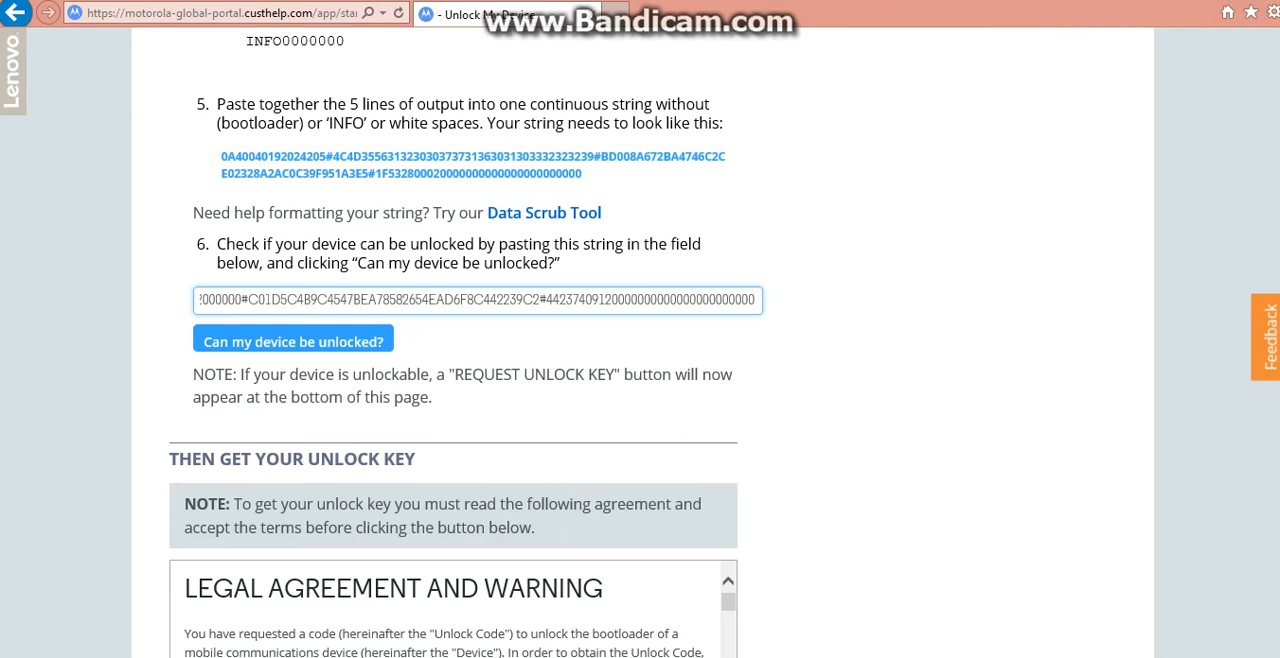 https://motorola-global-portal.custhelp.com/app/star
- Unlock My Device
www.Bandicam.com
Lenovo
INFO0000000
5. Paste together the 5 lines of output into one continuous string without
(bootloader) or ‘INFO’ or white spaces. Your string needs to look like this:
0A40040192024205#4C4D3556313230303737313630313033323​23239#BD008A672BA4746C2C
E02328A2AC0C39F951A3E5#1F532800020000000000000000000000
Need help formatting your string? Try our Data Scrub Tool
6. Check if your device can be unlocked by pasting this string in the field
below, and clicking “Can my device be unlocked?”
2000000#C01D5C4B9C4547BEA78582654EAD6F8C442239C2#44237409120000000000000000000000
Can my device be unlocked?
NOTE: If your device is unlockable, a "REQUEST UNLOCK KEY" button will now
appear at the bottom of this page.
Feedback
THEN GET YOUR UNLOCK KEY
NOTE: To get your unlock key you must read the following agreement and
accept the terms before clicking the button below.
LEGAL AGREEMENT AND WARNING
You have requested a code (hereinafter the "Unlock Code") to unlock the bootloader of a
mobile communications device (hereinafter the "Device"). In order to obtain the Unlock Code,